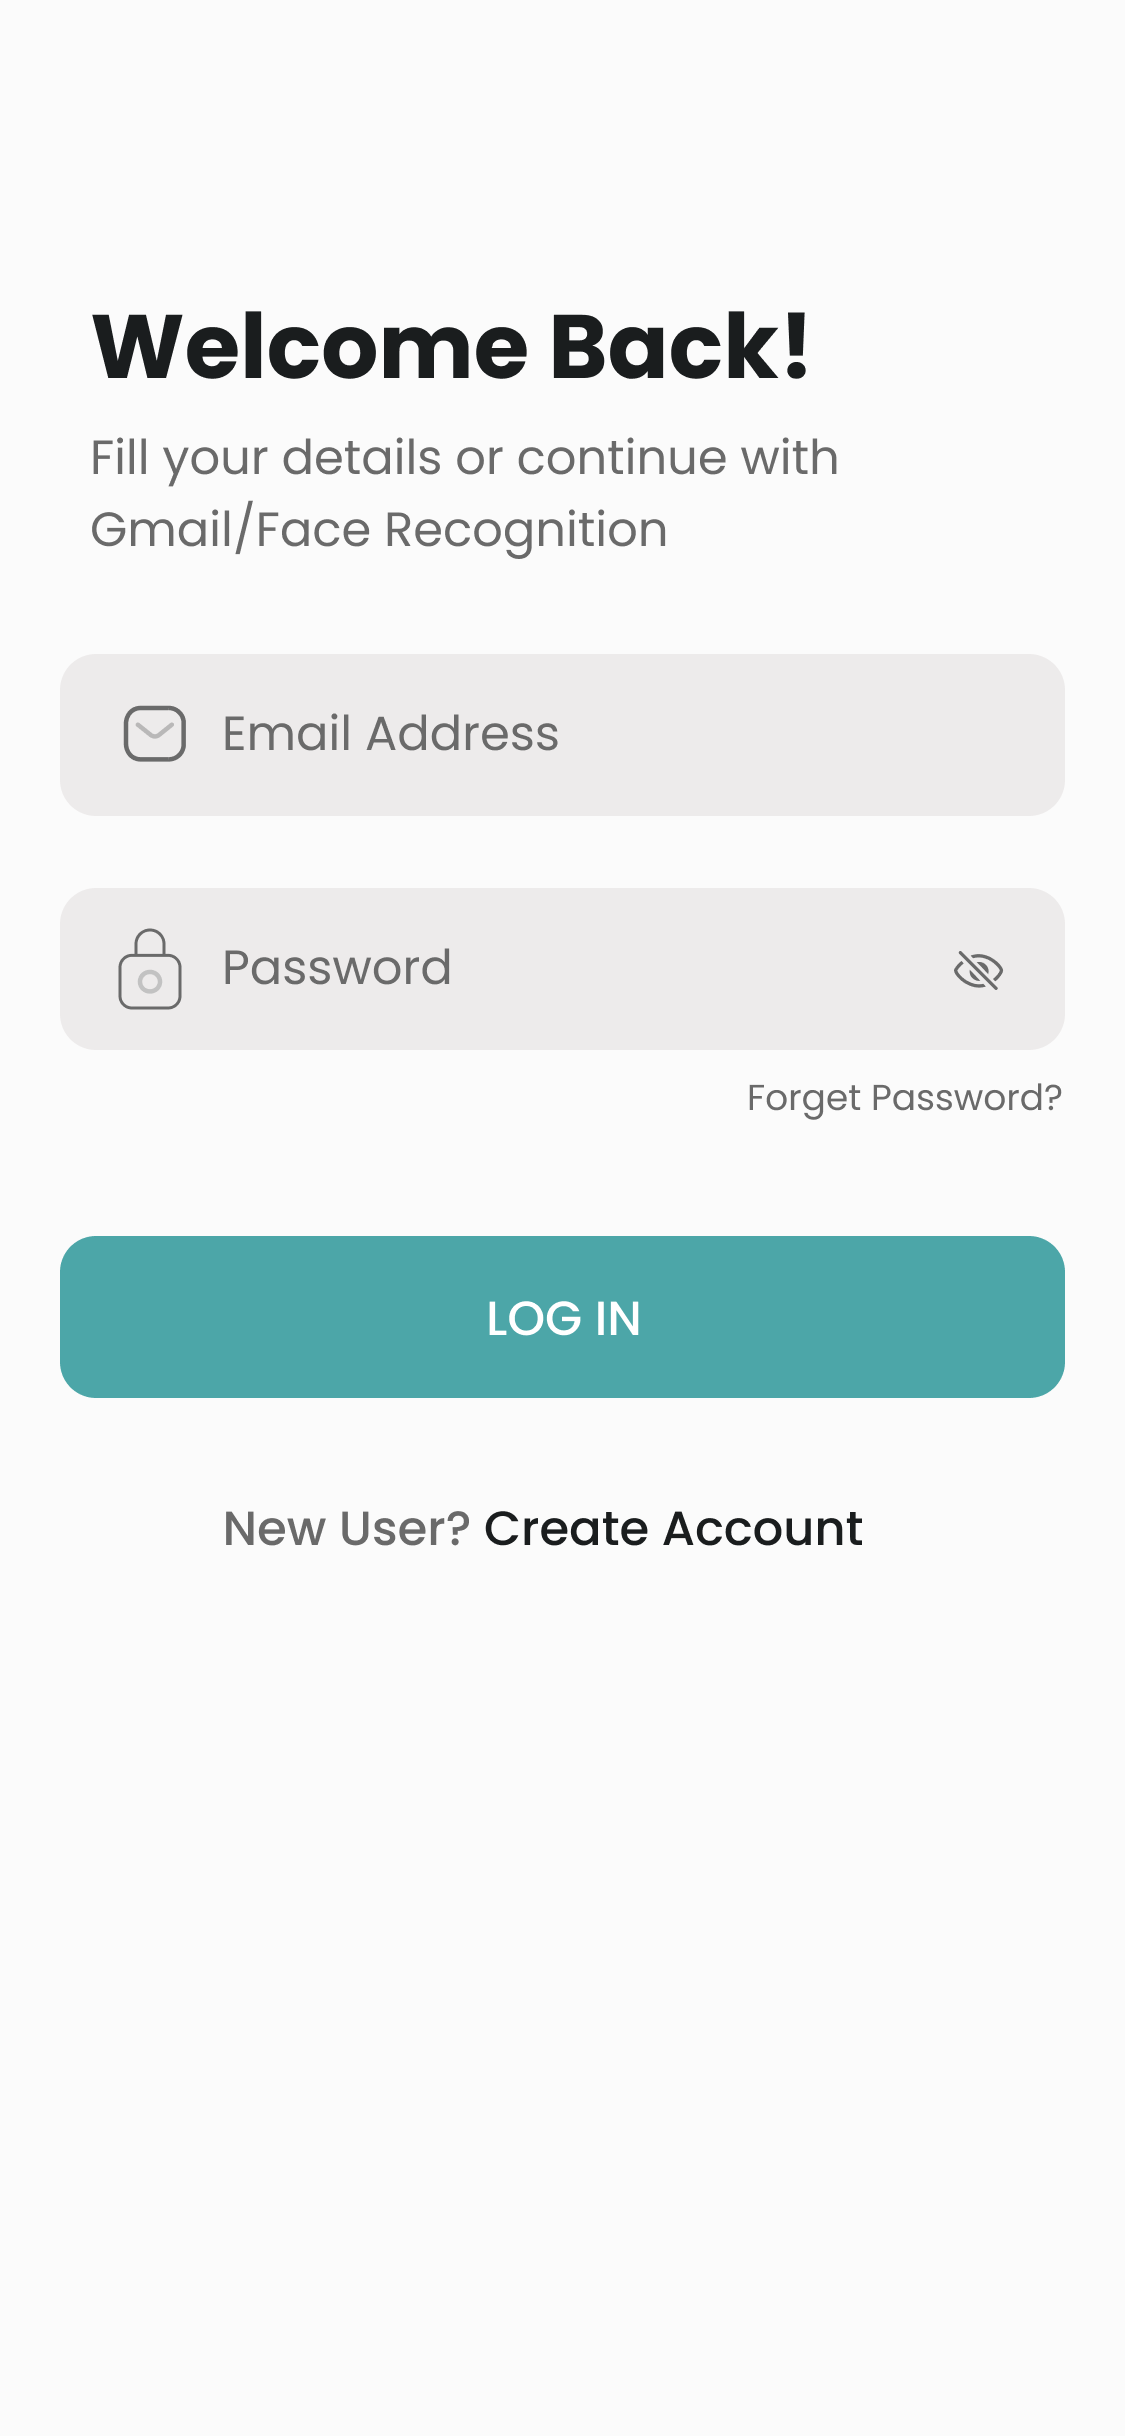 Welcome Back!
Fill your details or continue with
Gmail/Face Recognition
Email Address
Password
Forget Password?
LOG IN
New User? Create Account